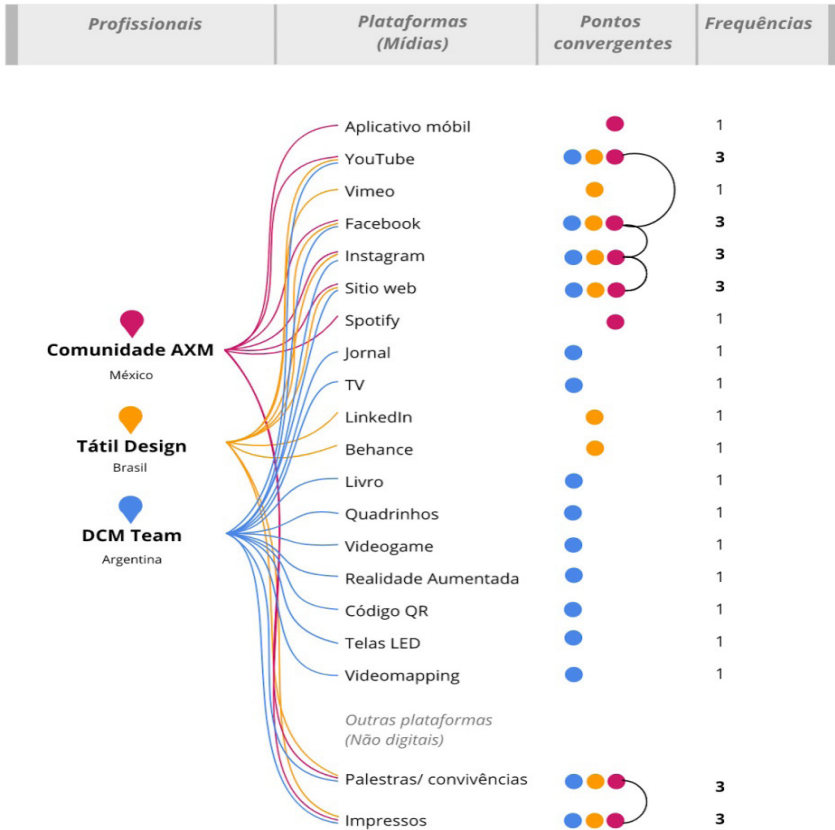 Profissionais
Plataformas
(Mídias)
Pontos
convergentes
Frequências
Aplicativo móbil 1
YouTube 3
Vimeo 1
Facebook 3
Instagram 3
Sitio web 3
Spotify 1
Jornal 1
TV 1
LinkedIn 1
Behance 1
Livro 1
Quadrinhos 1
Videogame 1
Realidade Aumentada 1
Código QR 1
Telas LED 1
Videomapping 1
Outras plataformas
(Não digitais)
Palestras/ convivências 3
Impressos 3
Comunidade AXM
México
Tátil Design
Brasil
DCM Team
Argentina